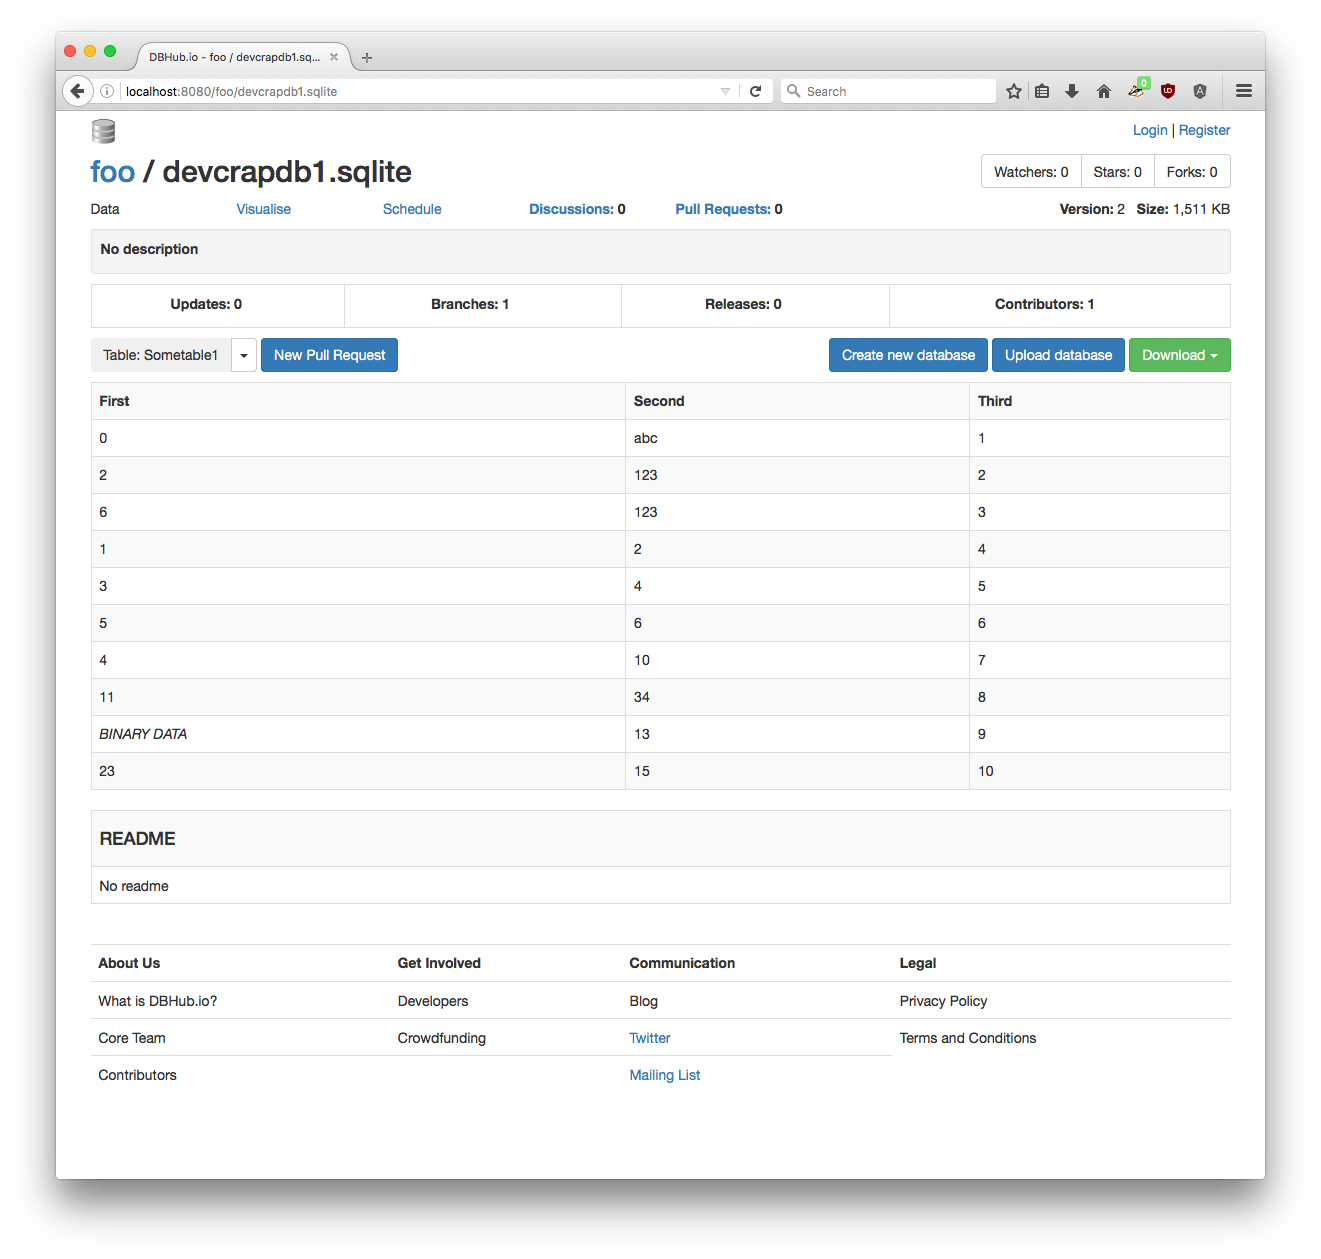 DBHub.io - foo / devcrapdb1.sq...
localhost:8080/foo/devcrapdb1.sqlite
Search
0
Login | Register
foo / devcrapdb1.sqlite
Watchers: 0 Stars: 0 Forks: 0
Data Visualise Schedule Discussions: 0 Pull Requests: 0 Version: 2 Size: 1,511 KB
No description
Updates: 0 Branches: 1 Releases: 0 Contributors: 1
Table: Sometable1 New Pull Request Create new database Upload database Download
First Second Third
0 abc 1
2 123 2
6 123 3
1 2 4
3 4 5
5 6 6
4 10 7
11 34 8
BINARY DATA 13 9
23 15 10
README
No readme
About Us Get Involved Communication Legal
What is DBHub.io? Developers Blog Privacy Policy
Core Team Crowdfunding Twitter Terms and Conditions
Contributors Mailing List